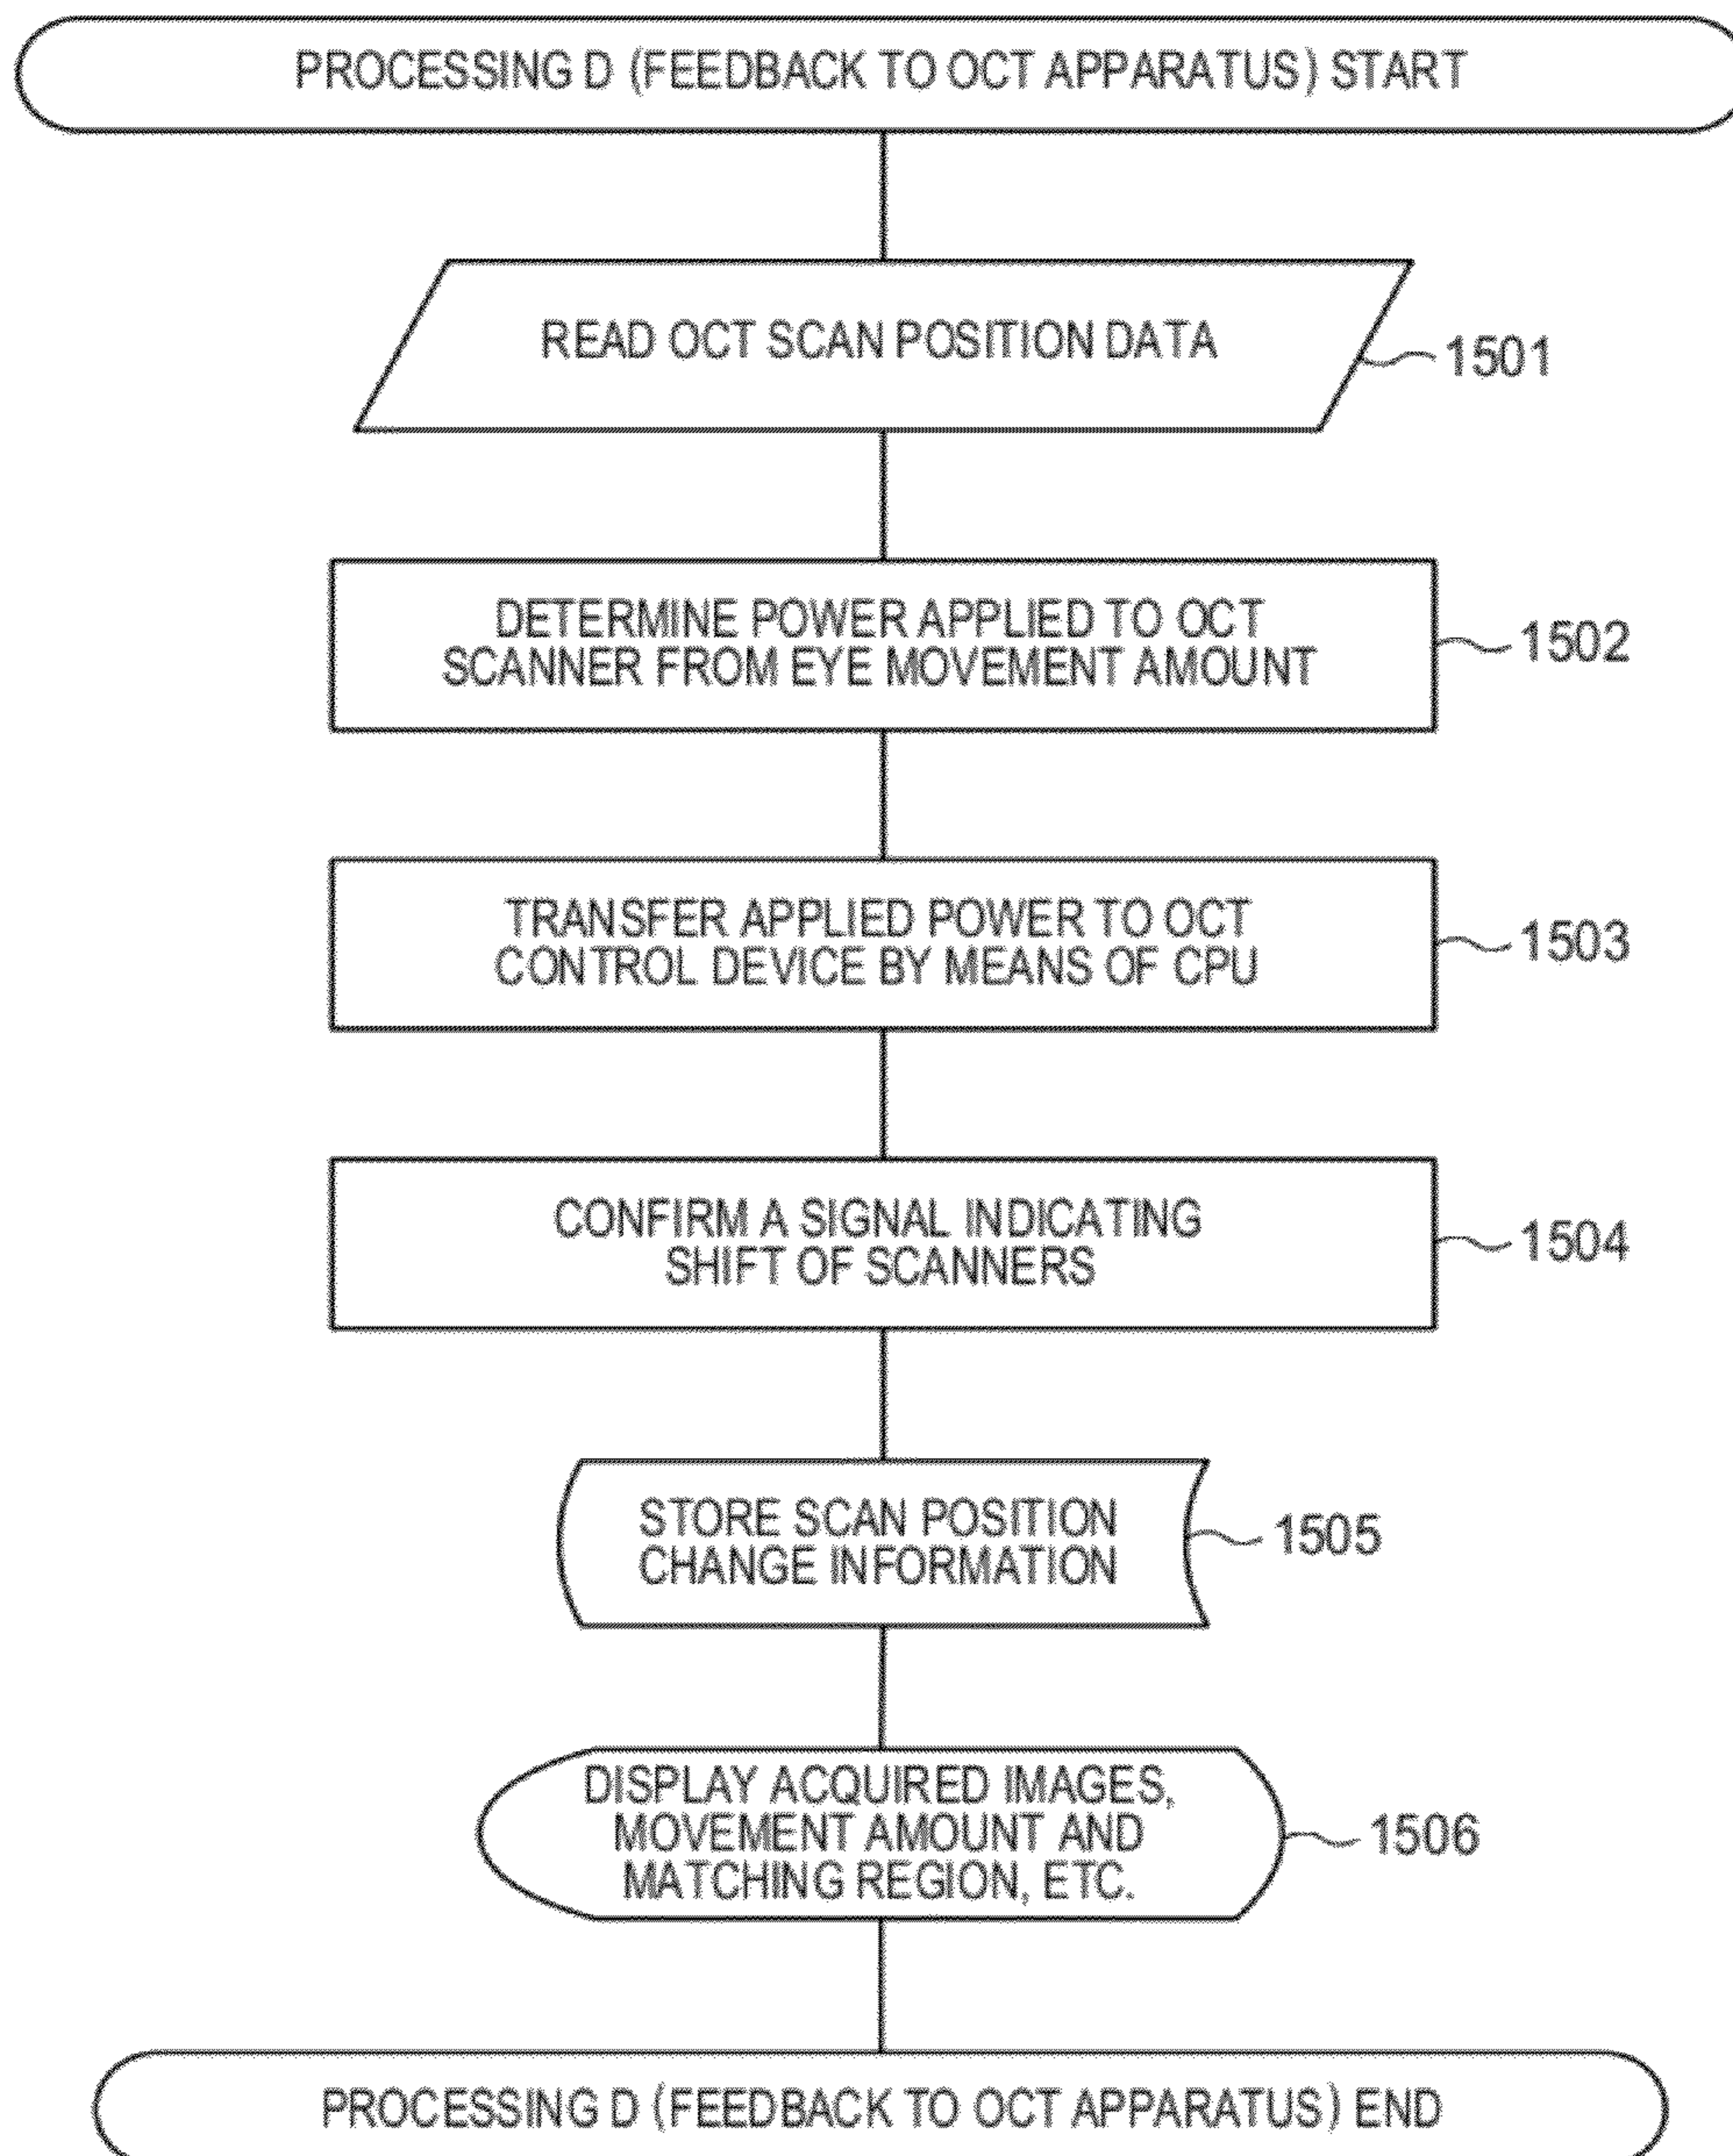 PROCESSING D (FEEDBACK TO OCT APPARATUS) START
READ OCT SCAN POSITION DATA
1501
DETERMINE POWER APPLIED TO OCT
SCANNER FROM EYE MOVEMENT AMOUNT
1502
TRANSFER APPLIED POWER TO OCT
CONTROL DEVICE BY MEANS OF CPU
1503
CONFIRM A SIGNAL INDICATING
SHIFT OF SCANNERS
1504
STORE SCAN POSITION
CHANGE INFORMATION
1505
DISPLAY ACQUIRED IMAGES,
MOVEMENT AMOUNT AND
MATCHING REGION, ETC.
1506
PROCESSING D (FEEDBACK TO OCT APPARATUS) END